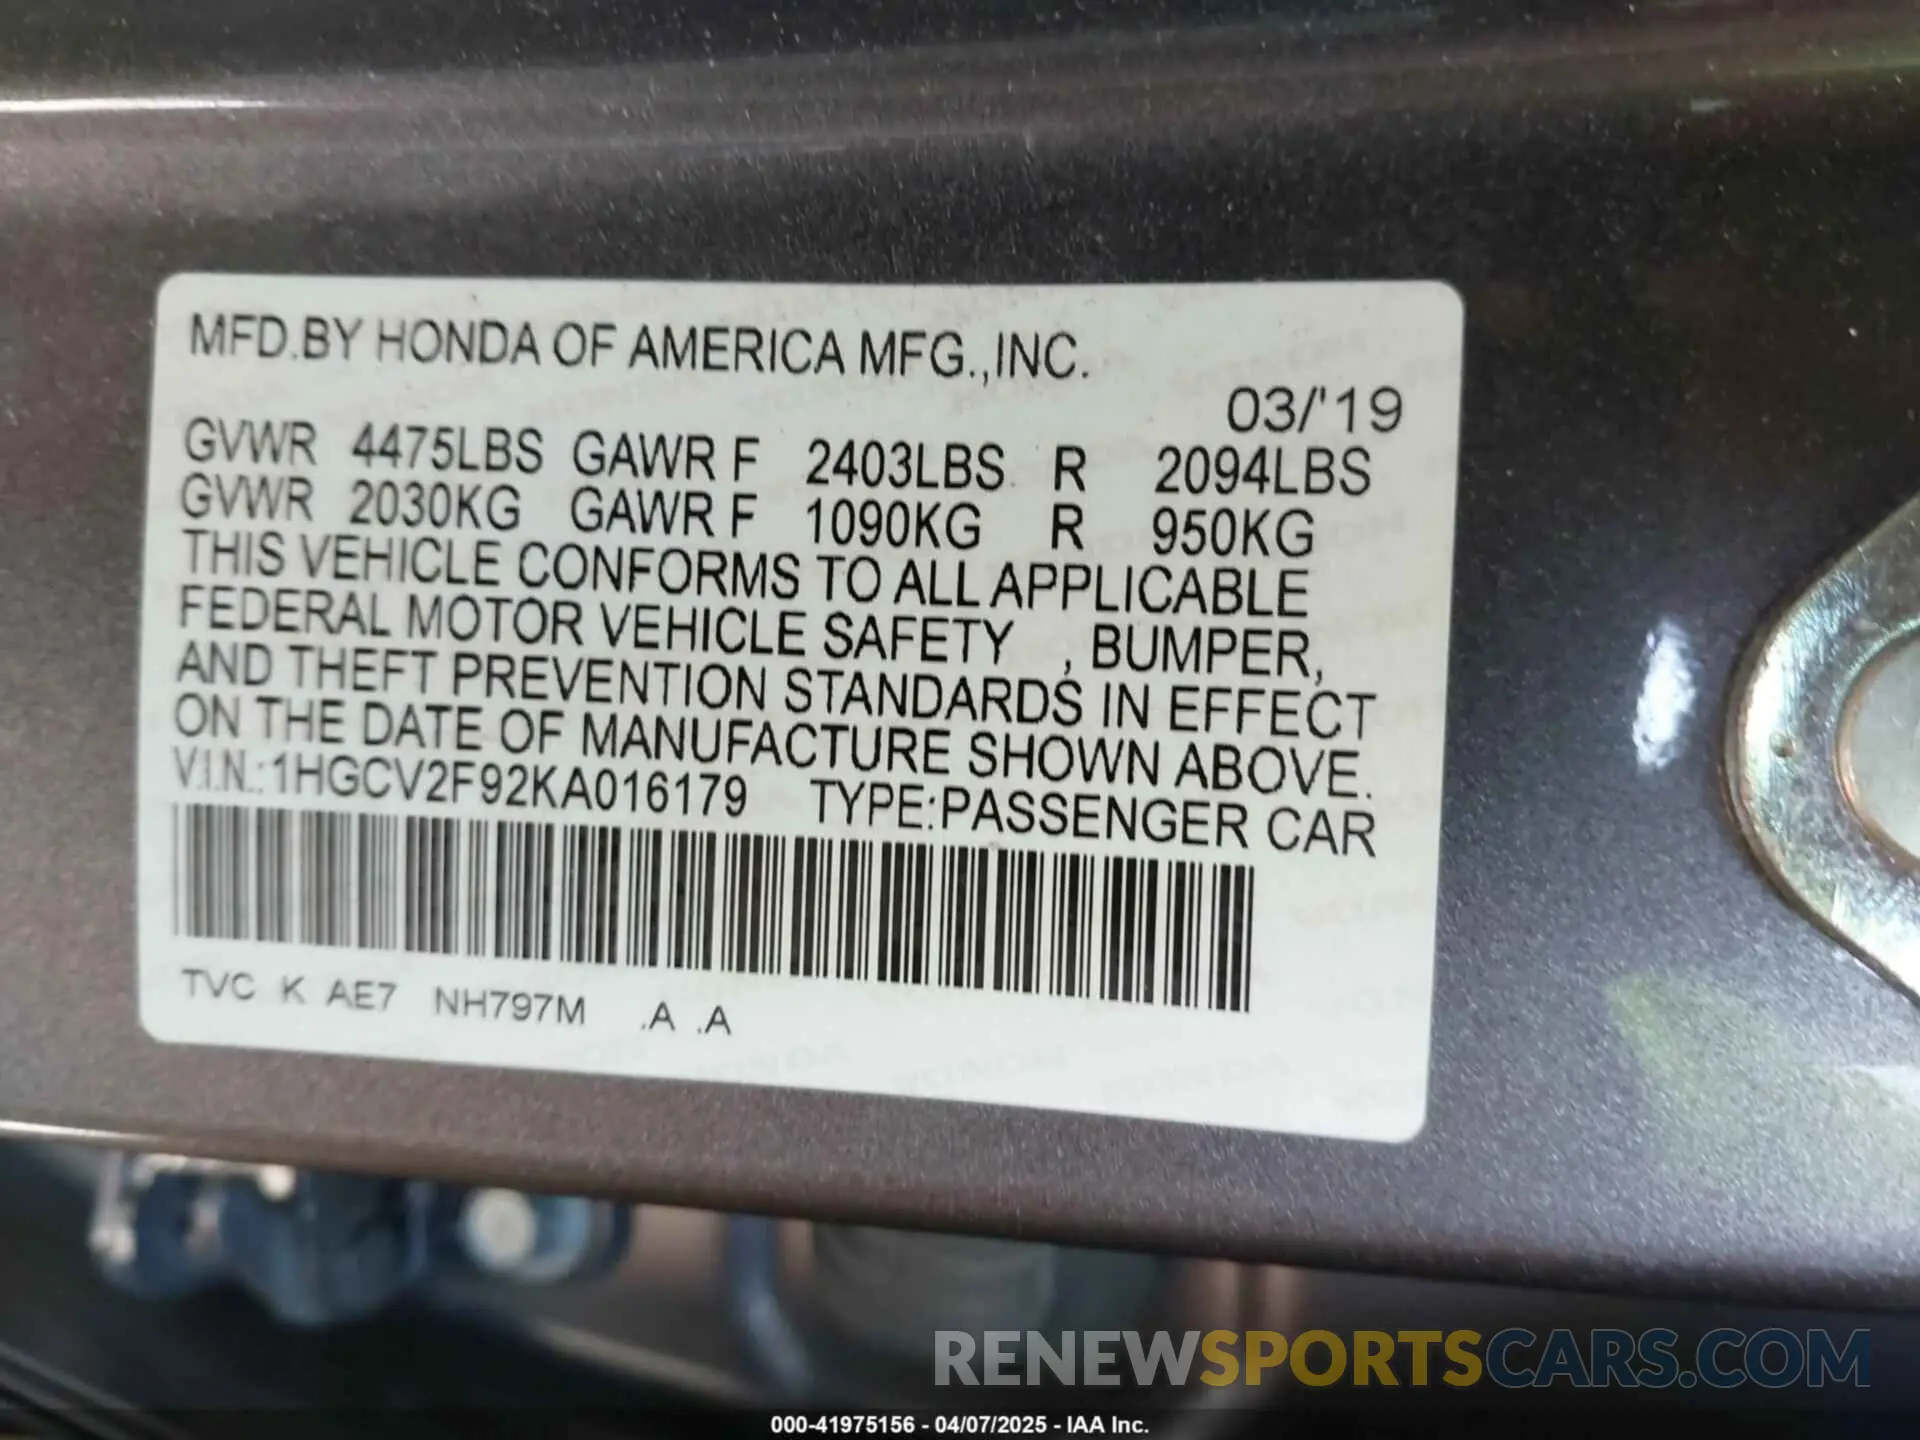 MFD.BY HONDA OF AMERICA MFG.,INC.
03/'19
GVWR 4475LBS GAWR F 2403LBS R 2094LBS
GVWR 2030KG GAWR F 1090KG R 950KG
THIS VEHICLE CONFORMS TO ALL APPLICABLE
FEDERAL MOTOR VEHICLE SAFETY , BUMPER,
AND THEFT PREVENTION STANDARDS IN EFFECT
ON THE DATE OF MANUFACTURE SHOWN ABOVE.
V.I.N.:1HGCV2F92KA016179 TYPE:PASSENGER CAR
TVC K AE7 NH797M .A .A
RENEWSPORTSCARS.COM
000-41975156 - 04/07/2025 - IAA Inc.